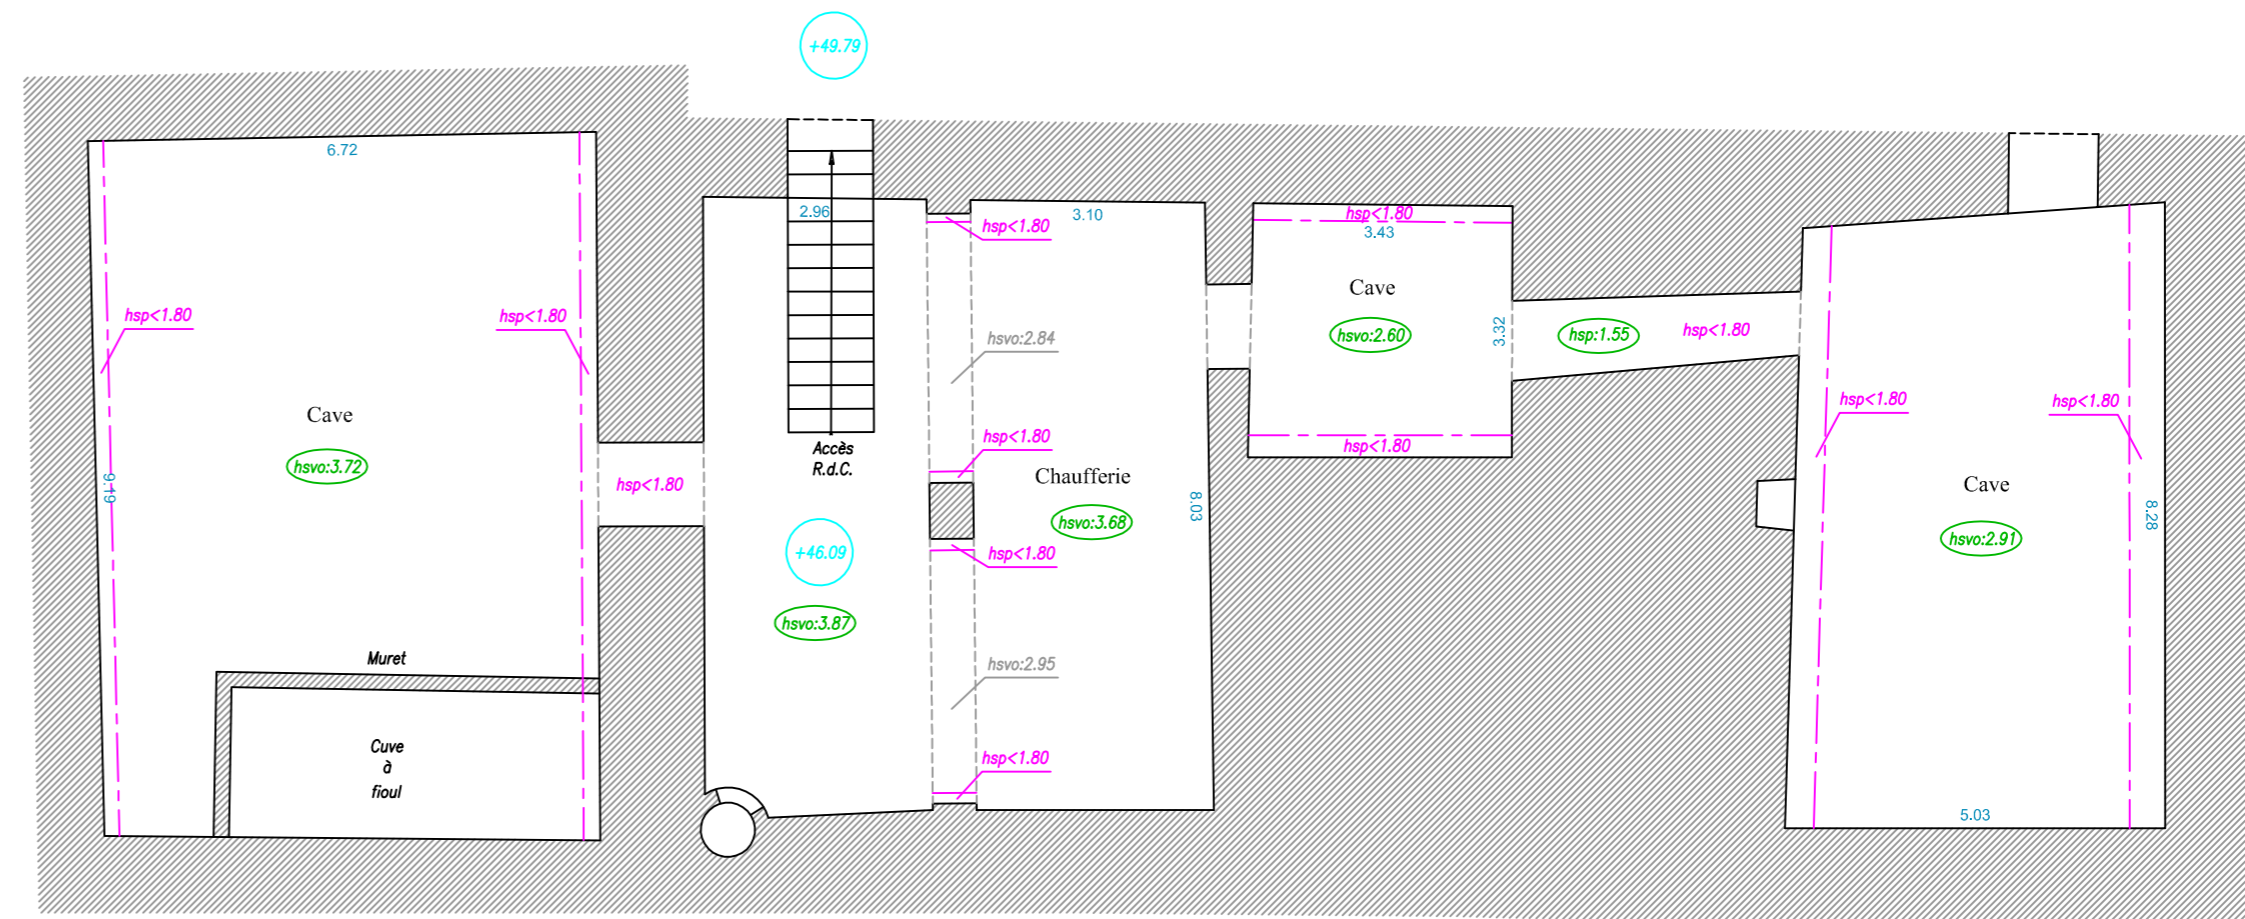 +49.79
6.72
hsp<1.80
hsp<1.80
Cave
hsvo:3.72
9.19
Muret
Cuve
à
fioul
hsp<1.80
2.96
Accès
R.d.C.
+46.09
hsvo:3.87
hsp<1.80
hsvo:2.84
hsp<1.80
hsp<1.80
hsvo:2.95
hsp<1.80
3.10
Chaufferie
hsvo:3.68
8.03
hsp<1.80
3.43
Cave
hsvo:2.60
3.32
hsp<1.80
hsp:1.55
hsp<1.80
hsp<1.80
hsp<1.80
Cave
hsvo:2.91
8.28
5.03